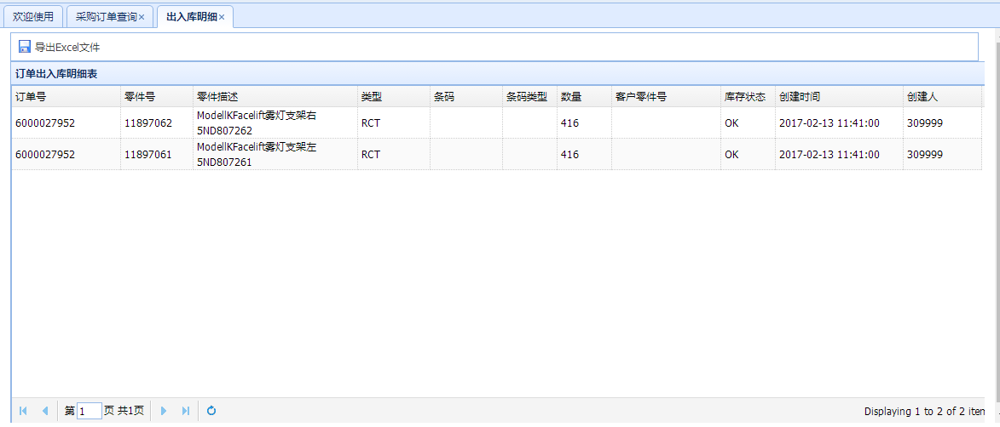 欢迎使用 采购订单查询× 出入库明细×
导出Excel文件
订单出入库明细表
订单号 零件号 零件描述 类型 条码 条码类型 数量 客户零件号 库存状态 创建时间 创建人
6000027952 11897062 ModellKFacelift雾灯支架右 RCT 416 OK 2017-02-13 11:41:00 309999
5ND807262
6000027952 11897061 ModellKFacelift雾灯支架左 RCT 416 OK 2017-02-13 11:41:00 309999
5ND807261
第 1 页 共1页 Displaying 1 to 2 of 2 item